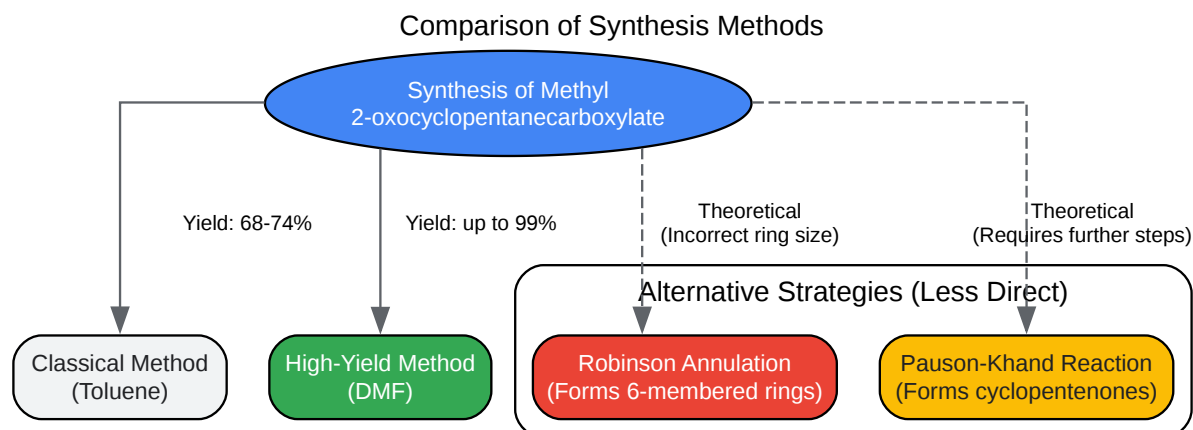 Comparison of Synthesis Methods
Synthesis of Methyl
2-oxocyclopentanecarboxylate
Yield: 68-74%
Yield: up to 99%
Theoretical
(Incorrect ring size)
Theoretical
(Requires further steps)
Alternative Strategies (Less Direct)
Classical Method
(Toluene)
High-Yield Method
(DMF)
Robinson Annulation
(Forms 6-membered rings)
Pauson-Khand Reaction
(Forms cyclopentenones)